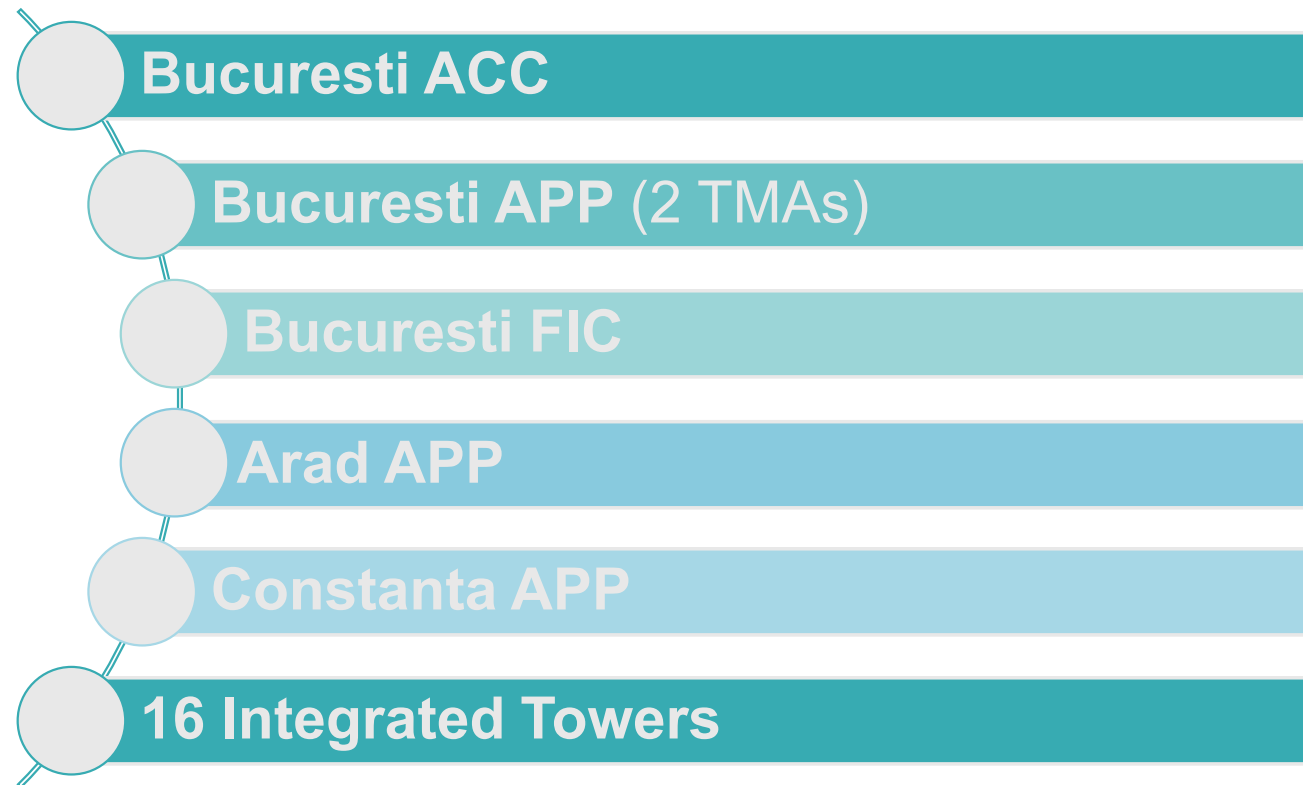 Bucuresti ACC
Bucuresti APP (2 TMAs)
Bucuresti FIC
Arad APP
Constanta APP
16 Integrated Towers